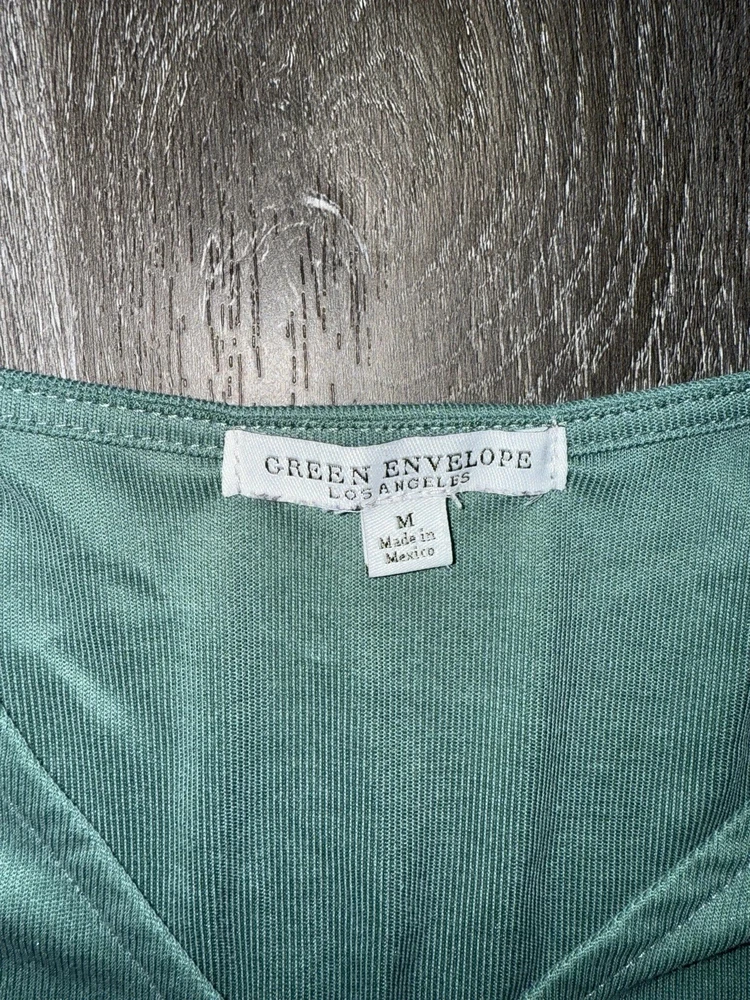 GREEN ENVELOPE
LOS ANGELES
M
Made in
Mexico